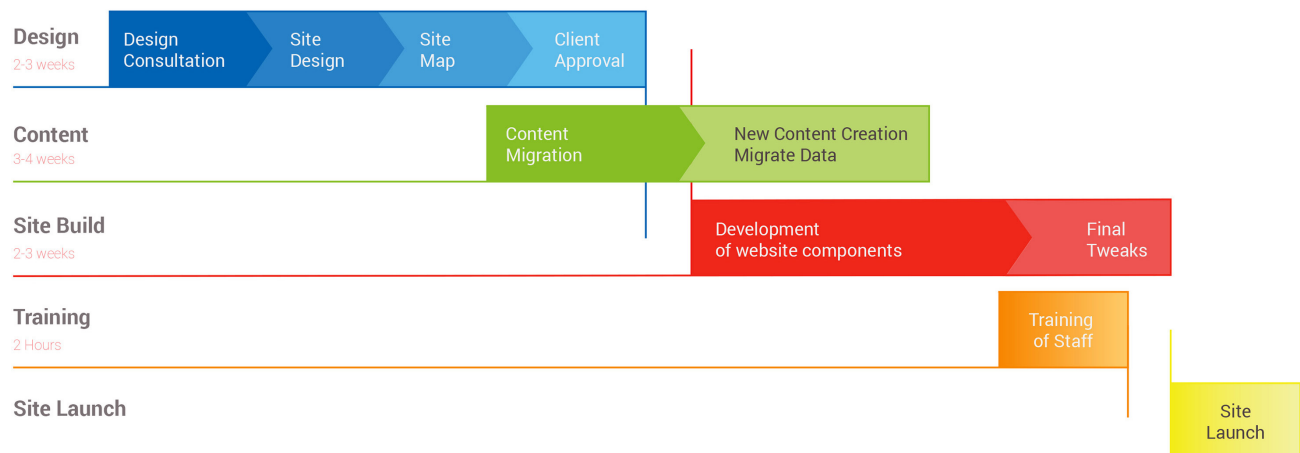 Design
2-3 weeks
Design
Consultation
Site
Design
Site
Map
Client
Approval
Content
3-4 weeks
Content
Migration
New Content Creation
Migrate Data
Site Build
2-3 weeks
Development
of website components
Final
Tweaks
Training
2 Hours
Training
of Staff
Site Launch
Site
Launch